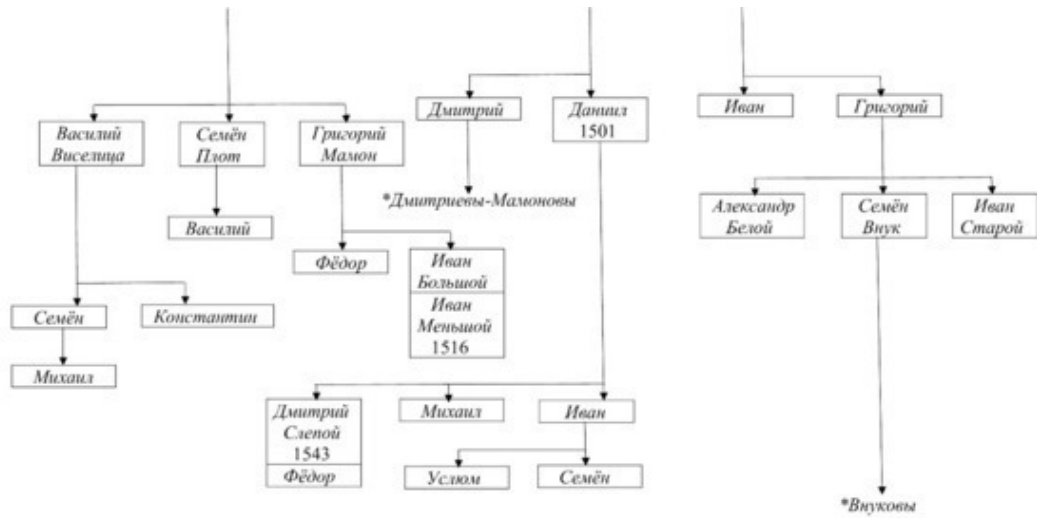 Дмитрий
Даниил
1501
Иван
Григорий
Василий
Виселица
Семён
Плот
Григорий
Мамон
*Дмитриевы-Мамоновы
Александр
Белой
Семён
Внук
Иван
Старой
Василий
Фёдор
Иван
Большой
Иван
Меньшой
1516
Семён
Константин
Михаил
Дмитрий
Слепой
1543
Фёдор
Михаил
Иван
Услюм
Семён
*Внуковы